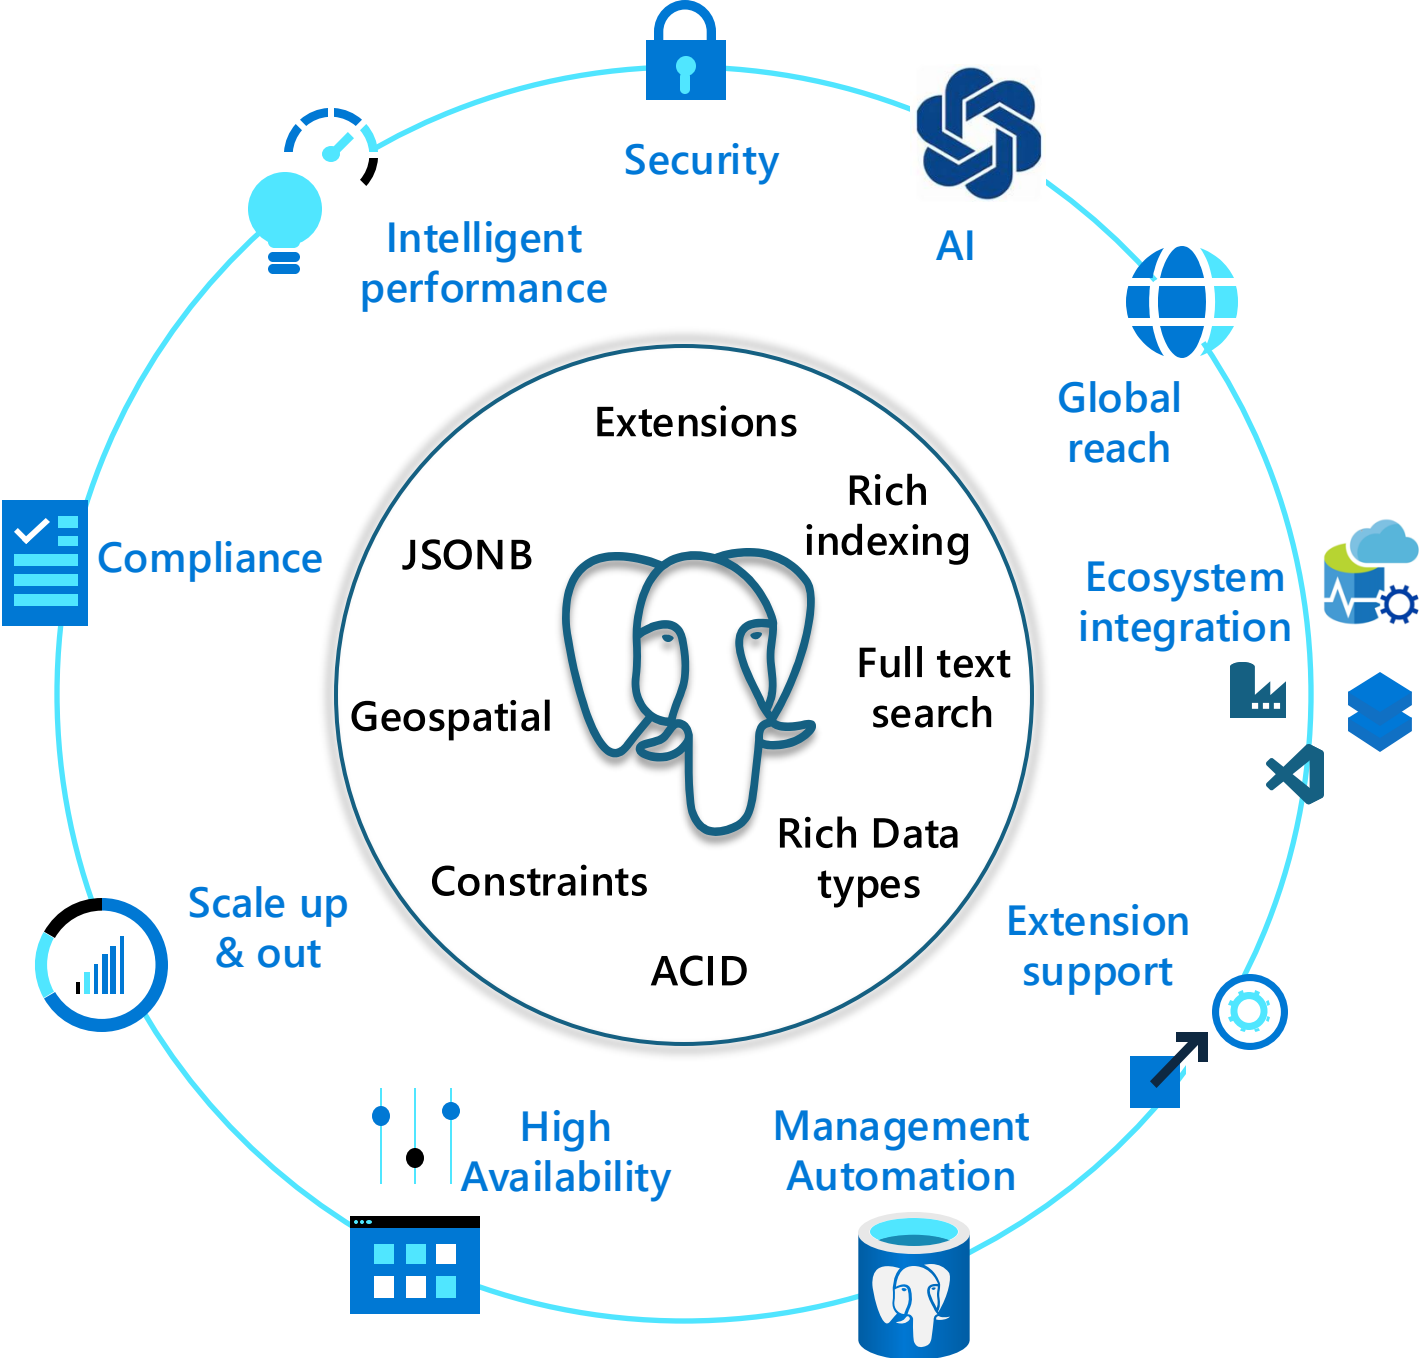 Security
AI
Intelligent
performance
Global
reach
Extensions
Rich
indexing
JSONB
Compliance
Ecosystem
integration
Full text
search
Geospatial
Rich Data
types
Constraints
Scale up
& out
Extension
support
ACID
High
Availability
Management
Automation